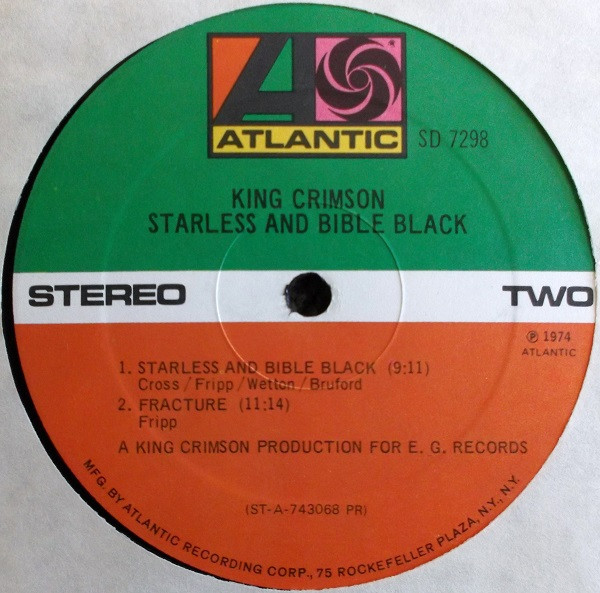 ATLANTIC
SD 7298
KING CRIMSON
STARLESS AND BIBLE BLACK
STEREO
TWO
℗ 1974
ATLANTIC
1. STARLESS AND BIBLE BLACK (9:11)
Cross/Fripp/Wetton/Bruford
2. FRACTURE (11:14)
Fripp
A KING CRIMSON PRODUCTION FOR E. G. RECORDS
(ST-A-743068 PR)
MFG. BY ATLANTIC RECORDING CORP., 75 ROCKEFELLER PLAZA, N.Y., N.Y.